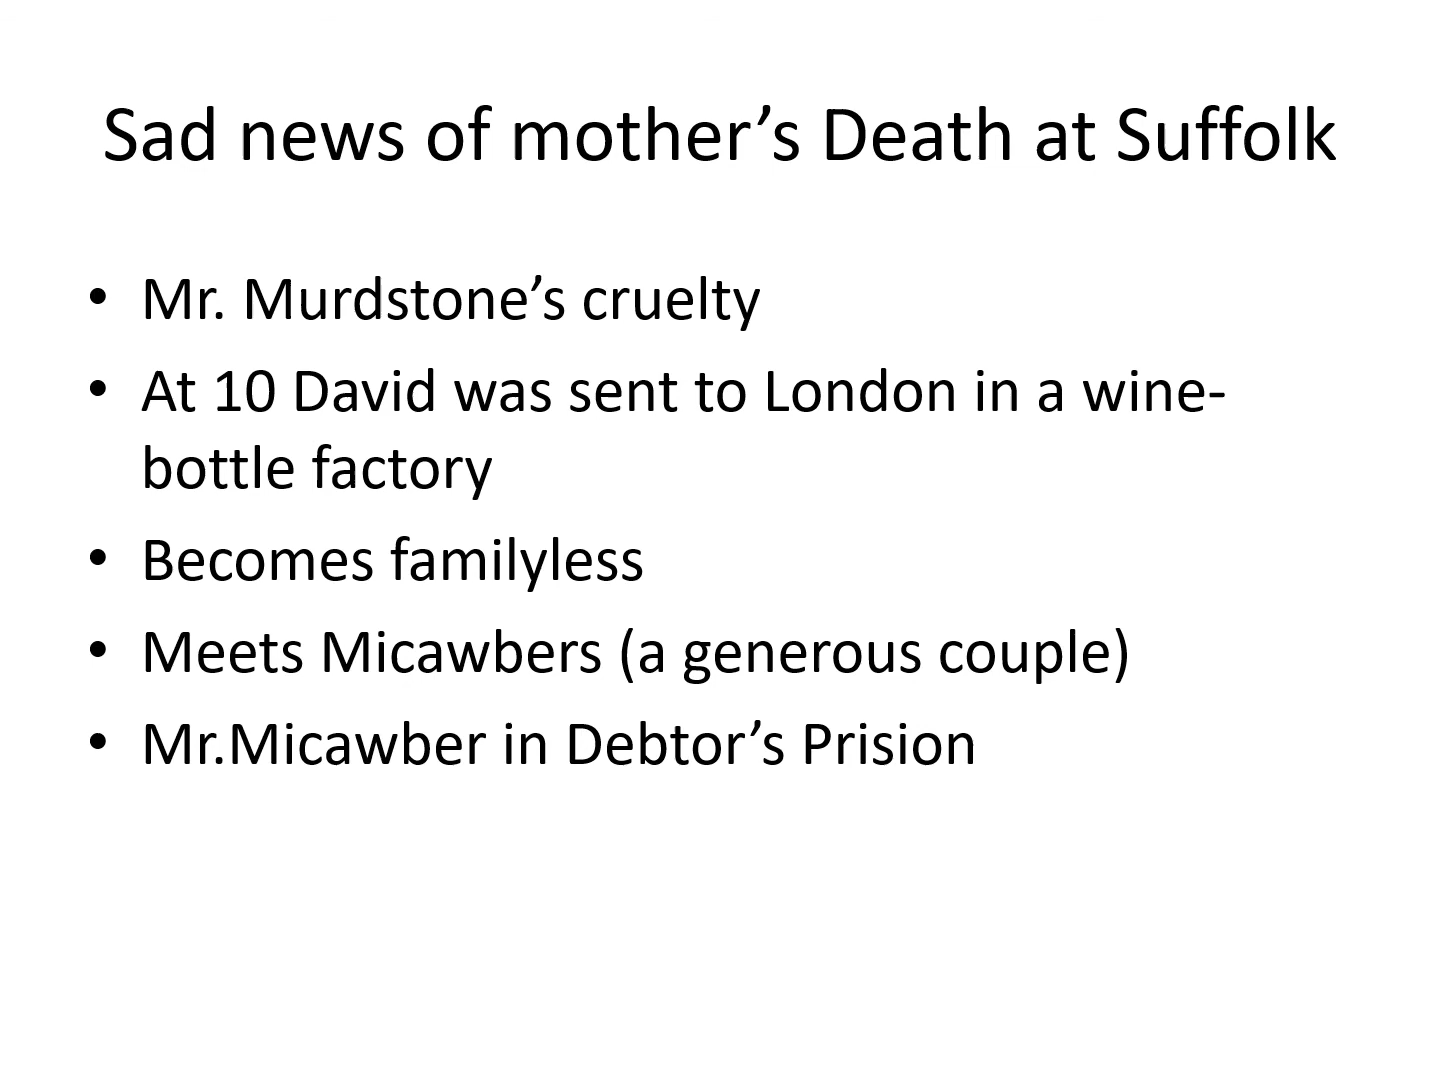 Sad news of mother’s Death at Suffolk
• Mr. Murdstone’s cruelty
• At 10 David was sent to London in a wine-
bottle factory
• Becomes familyless
• Meets Micawbers (a generous couple)
• Mr.Micawber in Debtor’s Prision